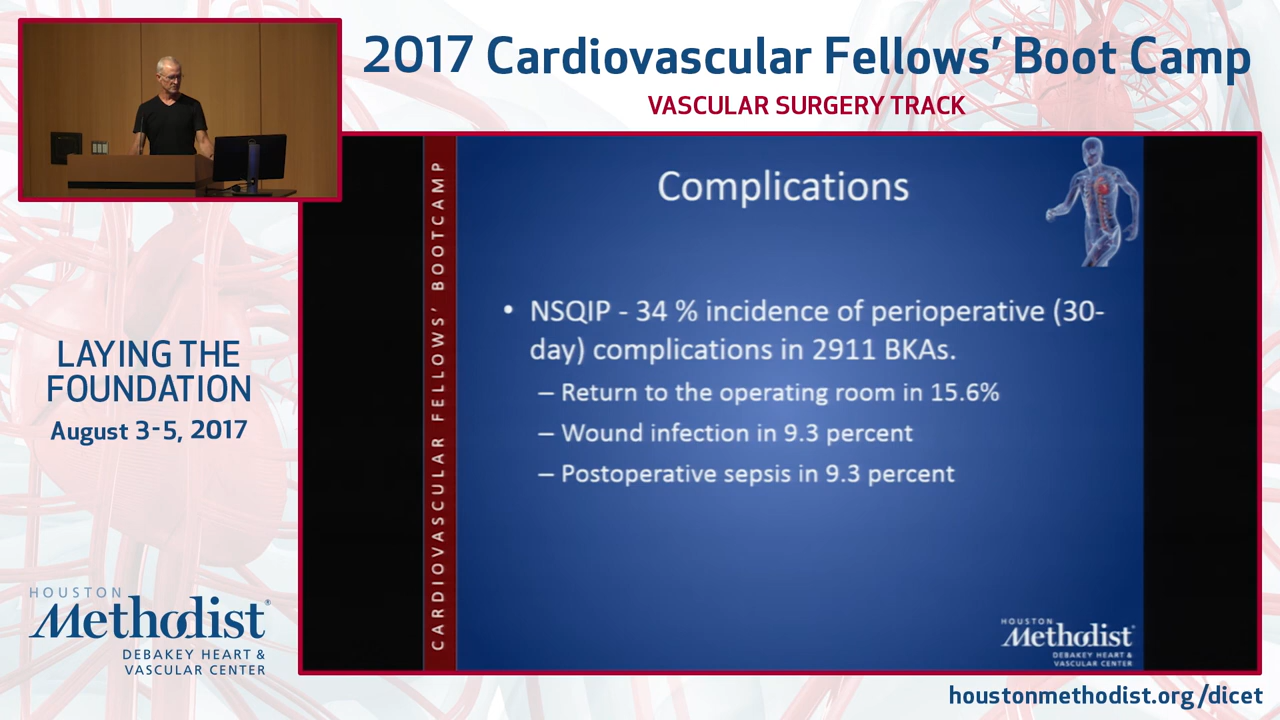 2017 Cardiovascular Fellows’ Boot Camp
VASCULAR SURGERY TRACK
LAYING THE
FOUNDATION
August 3-5, 2017
HOUSTON
Methodist®
DEBAKEY HEART &
VASCULAR CENTER
CARDIOVASCULAR FELLOWS’ BOOTCAMP
Complications
• NSQIP - 34 % incidence of perioperative (30-
day) complications in 2911 BKAs.
– Return to the operating room in 15.6%
– Wound infection in 9.3 percent
– Postoperative sepsis in 9.3 percent
HOUSTON
Methodist
DEBAKEY HEART &
VASCULAR CENTER
houstonmethodist.org/dicet